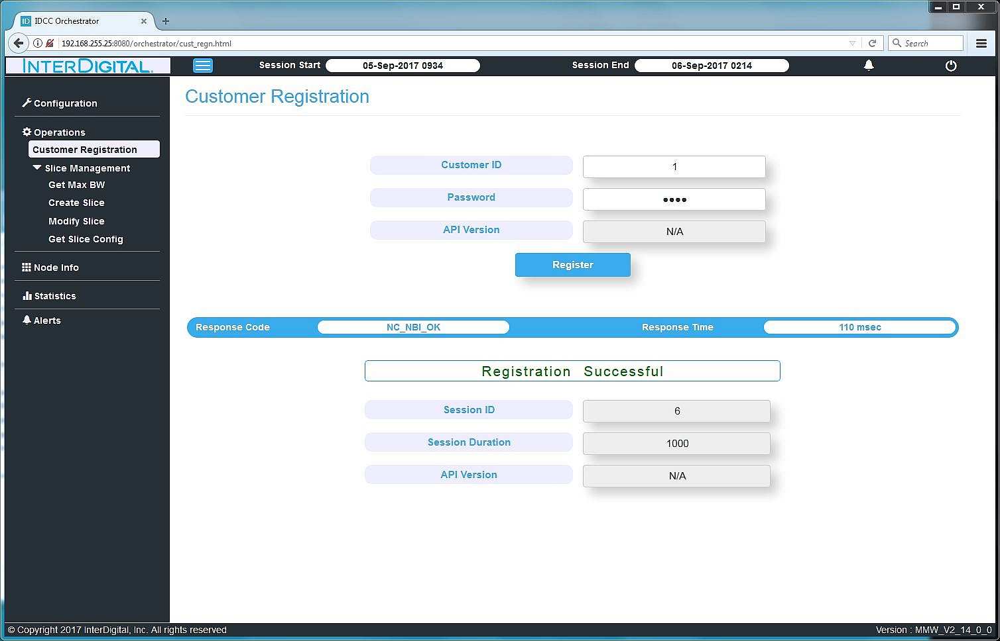 IDCC Orchestrator
192.168.255.25:8080/orchestrator/cust_regn.html
Search
INTERDIGITAL.
Session Start 05-Sep-2017 0934 Session End 06-Sep-2017 0214
Customer Registration
Configuration
Operations
Customer Registration
Slice Management
Get Max BW
Create Slice
Modify Slice
Get Slice Config
Node Info
Statistics
Alerts
Customer ID 1
Password ••••
API Version N/A
Register
Response Code NC_NBI_OK Response Time 110 msec
Registration Successful
Session ID 6
Session Duration 1000
API Version N/A
© Copyright 2017 InterDigital, Inc. All rights reserved
Version : MMW_V2_14_0_0